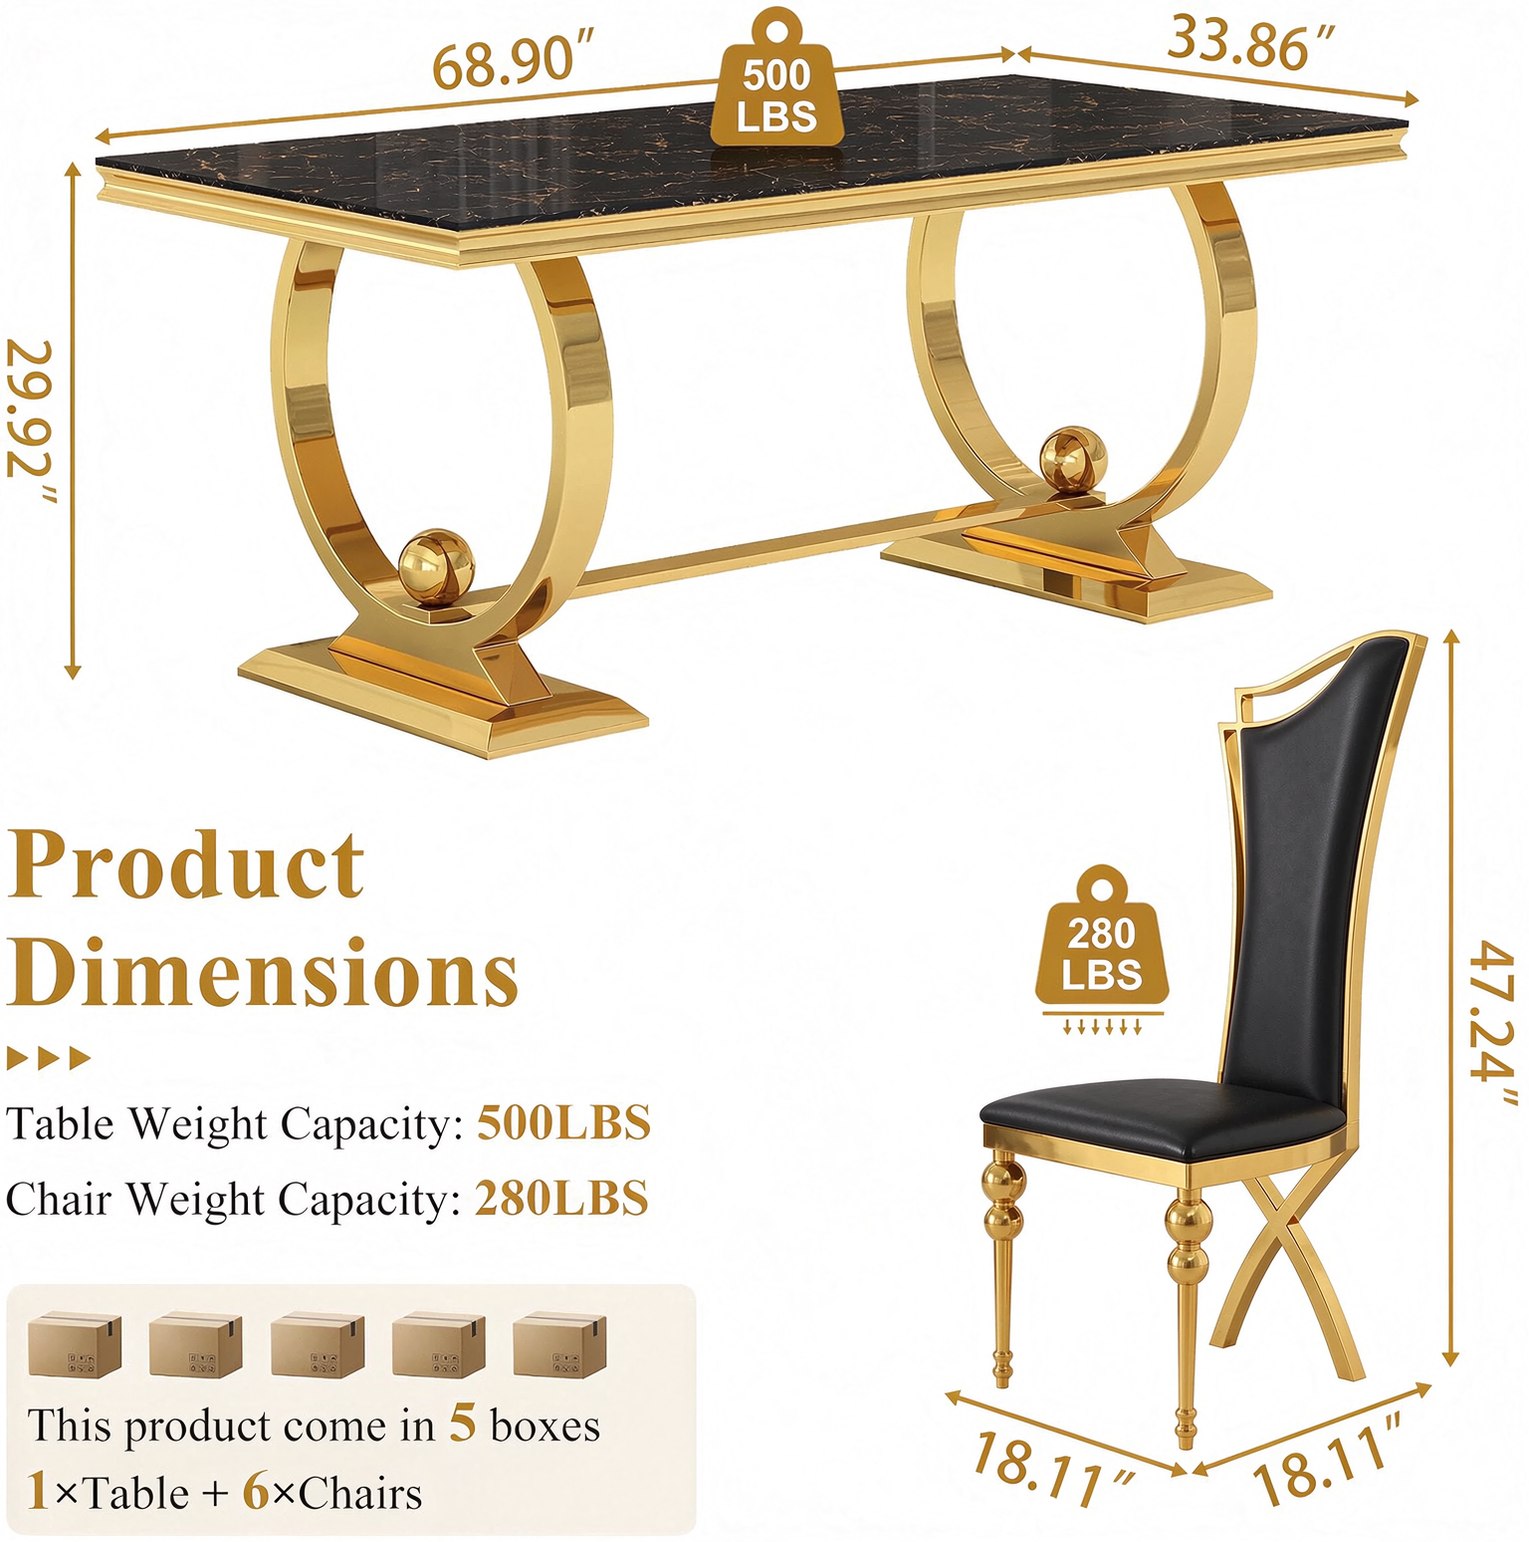 68.90"
500
LBS
33.86"
29.92"
Product
Dimensions
Table Weight Capacity: 500LBS
Chair Weight Capacity: 280LBS
280
LBS
47.24"
18.11"
18.11"
This product come in 5 boxes
1×Table + 6×Chairs